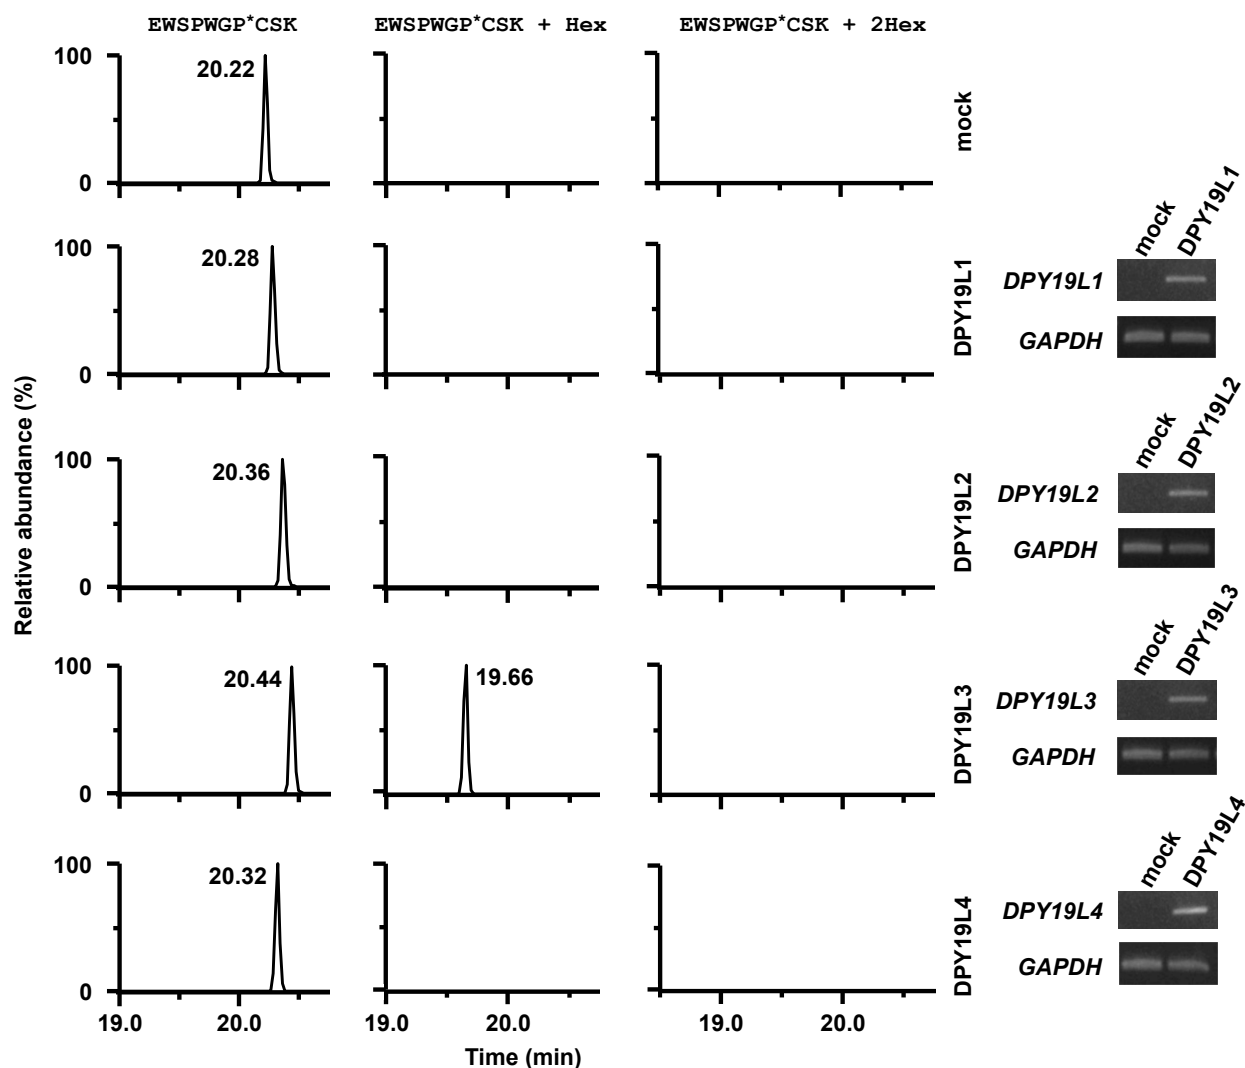 EWSPWGP*CSK
EWSPWGP*CSK + Hex
EWSPWGP*CSK + 2Hex
100
20.22
0
mock
100
20.28
0
DPY19L1
mock
DPY19L1
DPY19L1
GAPDH
100
20.36
0
DPY19L2
mock
DPY19L2
DPY19L2
GAPDH
100
20.44
19.66
0
DPY19L3
mock
DPY19L3
DPY19L3
GAPDH
100
20.32
0
DPY19L4
mock
DPY19L4
DPY19L4
GAPDH
19.0
20.0
19.0
20.0
19.0
20.0
Relative abundance (%)
Time (min)